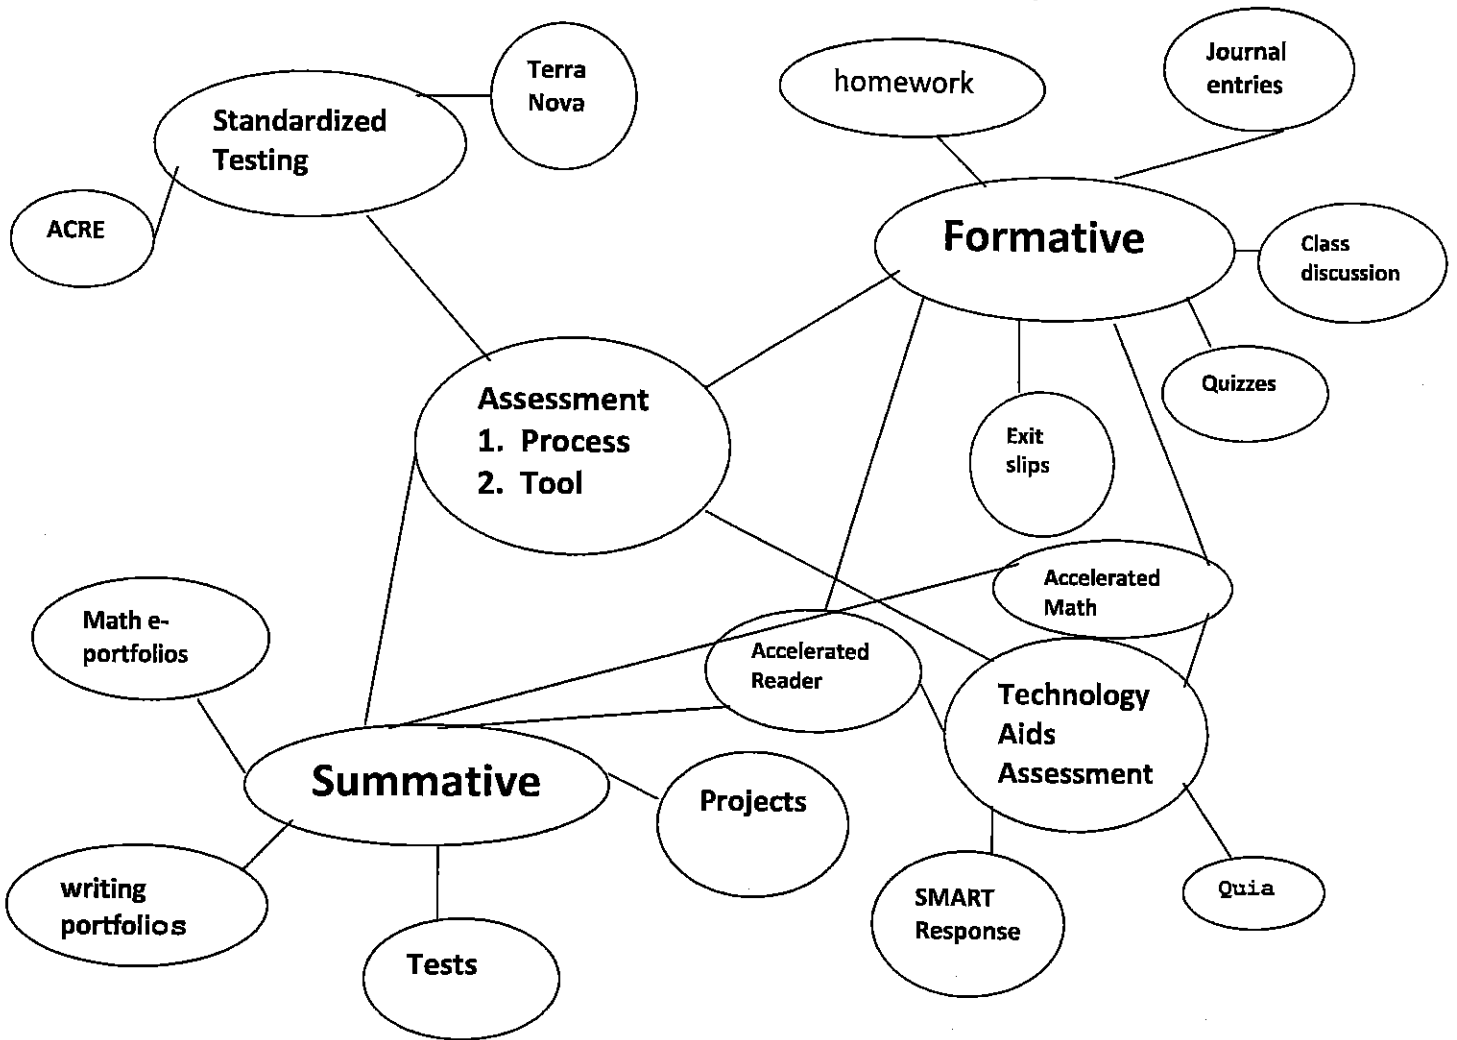 Terra
Nova
Standardized
Testing
ACRE
homework
Journal
entries
Formative
Class
discussion
Quizzes
Exit
slips
Assessment
1. Process
2. Tool
Accelerated
Math
Accelerated
Reader
Technology
Aids
Assessment
Math e-
portfolios
Summative
Projects
writing
portfolios
Tests
SMART
Response
Quia